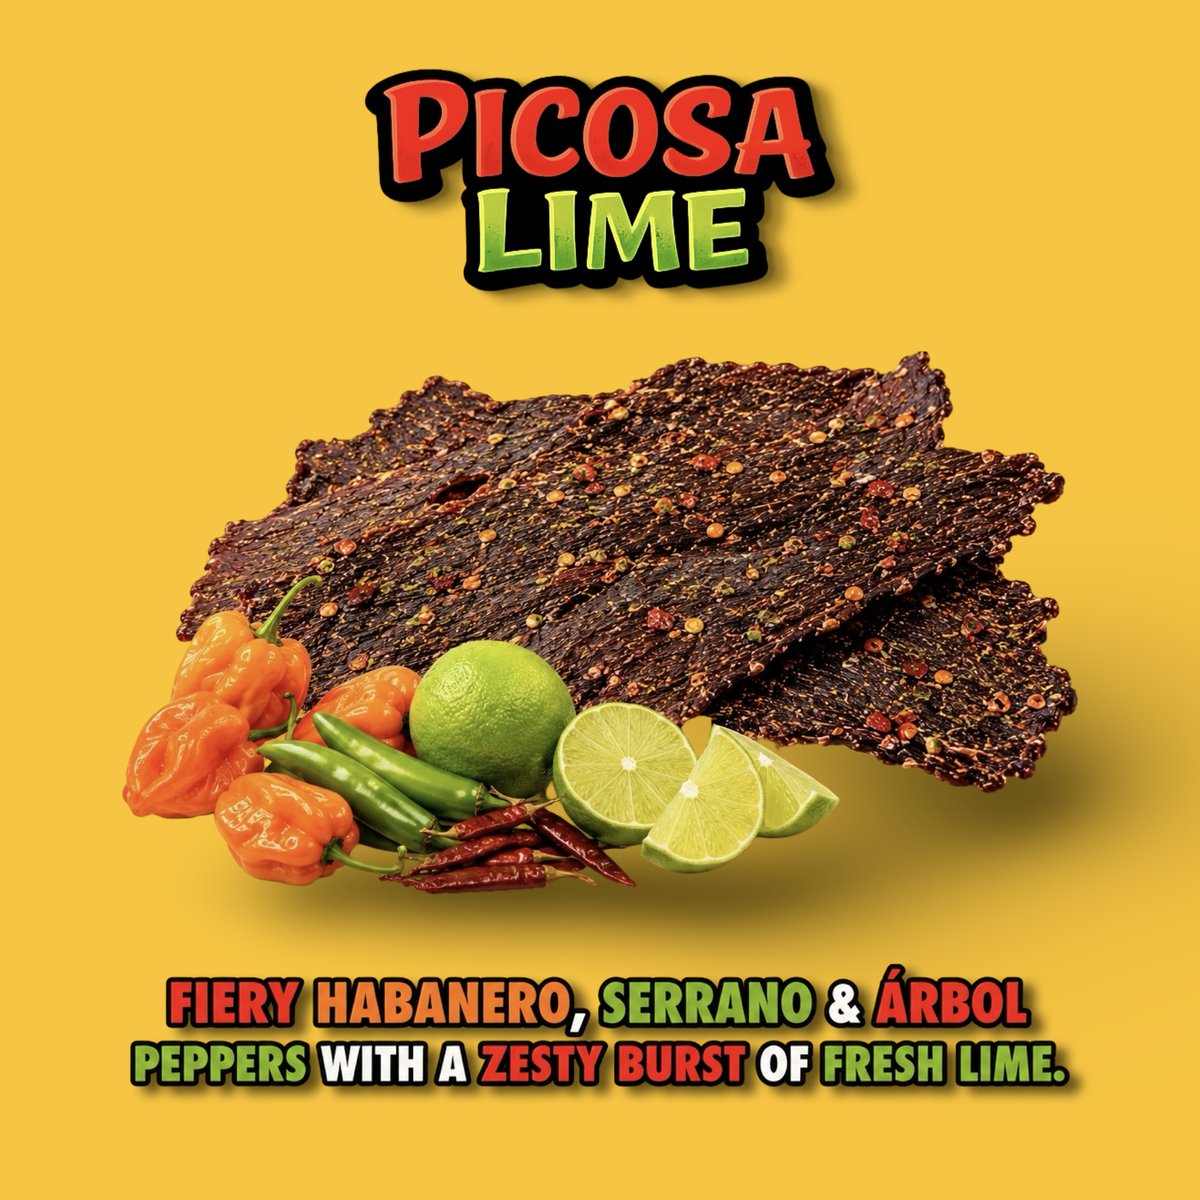 PICOSA
LIME
FIERY HABANERO, SERRANO & ÁRBOL
PEPPERS WITH A ZESTY BURST OF FRESH LIME.